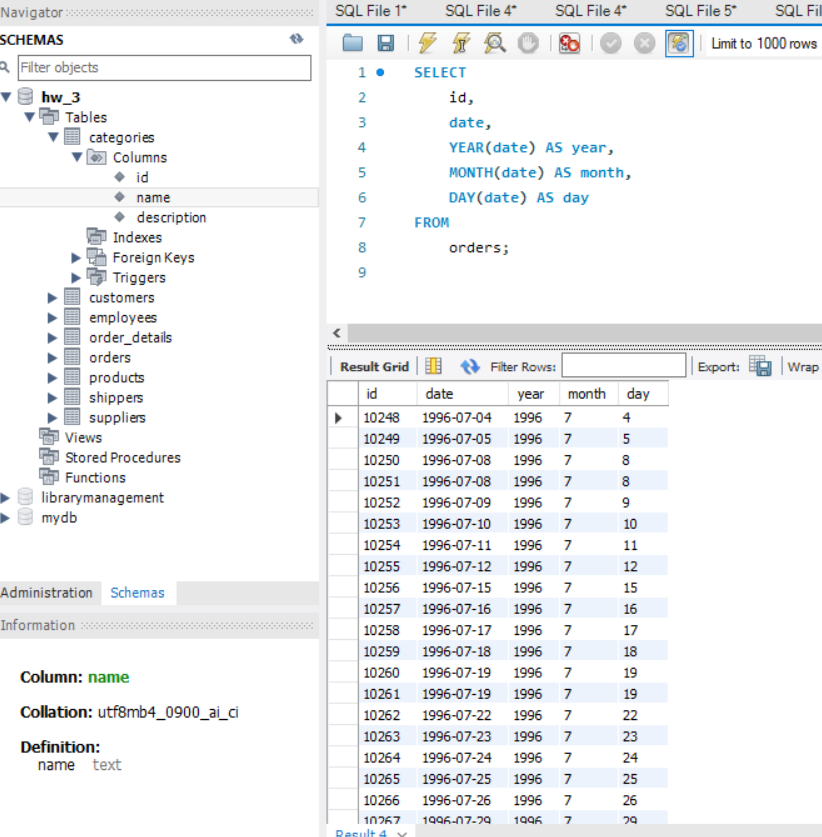 Navigator
SCHEMAS
Filter objects
hw_3
Tables
categories
Columns
id
name
description
Indexes
Foreign Keys
Triggers
customers
employees
order_details
orders
products
shippers
suppliers
Views
Stored Procedures
Functions
librarymanagement
mydb
Administration Schemas
Information
Column: name
Collation: utf8mb4_0900_ai_ci
Definition:
name text
SQL File 1* SQL File 4* SQL File 4* SQL File 5* SQL Fil
Limit to 1000 rows
1 SELECT
2 id,
3 date,
4 YEAR(date) AS year,
5 MONTH(date) AS month,
6 DAY(date) AS day
7 FROM
8 orders;
9
Result Grid Filter Rows: Export: Wrap
id date year month day
10248 1996-07-04 1996 7 4
10249 1996-07-05 1996 7 5
10250 1996-07-08 1996 7 8
10251 1996-07-08 1996 7 8
10252 1996-07-09 1996 7 9
10253 1996-07-10 1996 7 10
10254 1996-07-11 1996 7 11
10255 1996-07-12 1996 7 12
10256 1996-07-15 1996 7 15
10257 1996-07-16 1996 7 16
10258 1996-07-17 1996 7 17
10259 1996-07-18 1996 7 18
10260 1996-07-19 1996 7 19
10261 1996-07-19 1996 7 19
10262 1996-07-22 1996 7 22
10263 1996-07-23 1996 7 23
10264 1996-07-24 1996 7 24
10265 1996-07-25 1996 7 25
10266 1996-07-26 1996 7 26
10267 1996-07-29 1996 7 29
Result 4